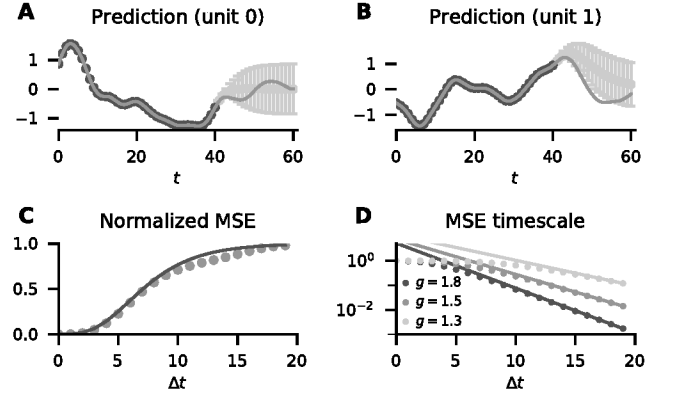 A Prediction (unit 0)
1
0
−1
0 20 40 60
t
B Prediction (unit 1)
1
0
−1
0 20 40 60
t
C Normalized MSE
1.0
0.5
0.0
0 5 10 15 20
Δt
D MSE timescale
10⁰
10⁻²
g = 1.8
g = 1.5
g = 1.3
0 5 10 15 20
Δt